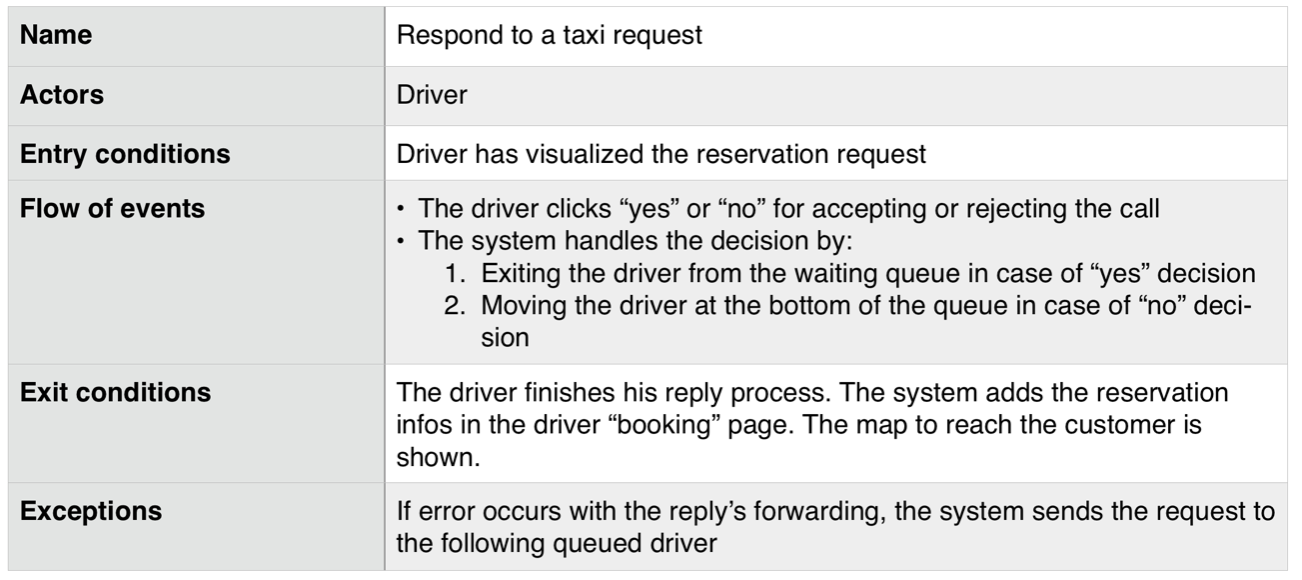 Name
Respond to a taxi request
Actors
Driver
Entry conditions
Driver has visualized the reservation request
Flow of events
• The driver clicks “yes” or “no” for accepting or rejecting the call
• The system handles the decision by:
1. Exiting the driver from the waiting queue in case of “yes” decision
2. Moving the driver at the bottom of the queue in case of “no” deci-
sion
Exit conditions
The driver finishes his reply process. The system adds the reservation
infos in the driver “booking” page. The map to reach the customer is
shown.
Exceptions
If error occurs with the reply’s forwarding, the system sends the request to
the following queued driver